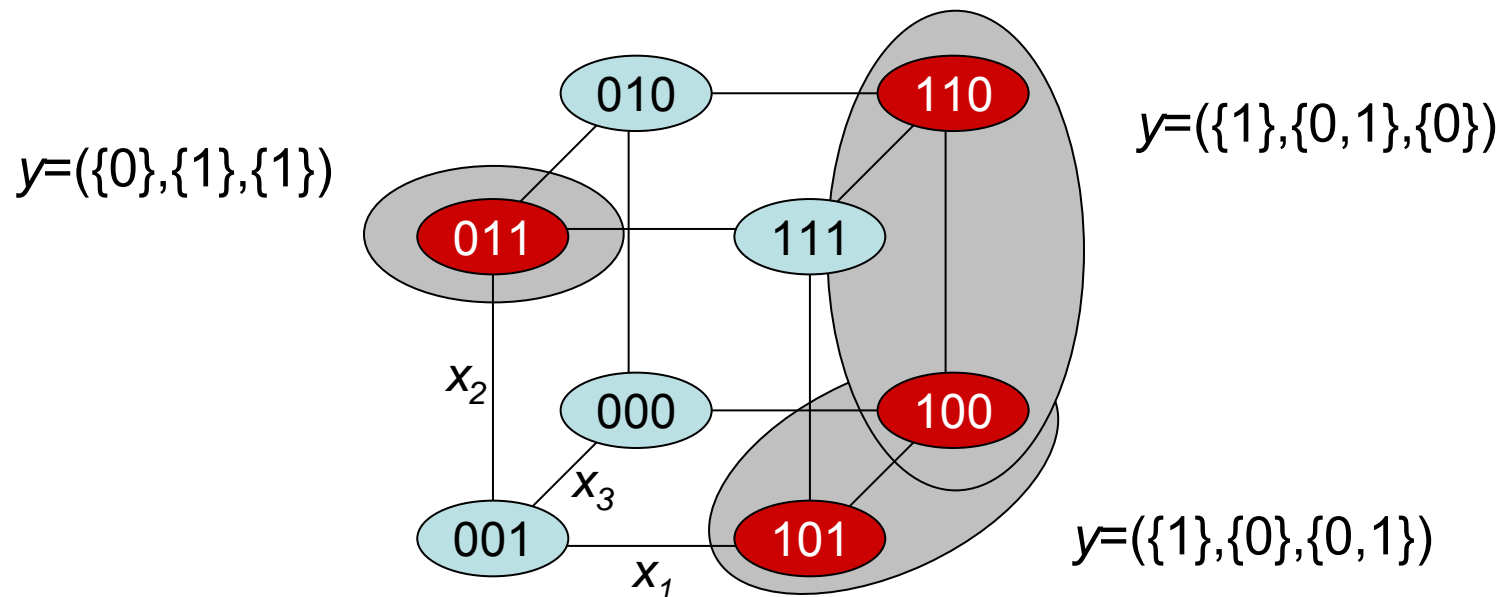 010
110
y=({1},{0,1},{0})
y=({0},{1},{1})
011
111
x₂
000
100
x₃
001
101
y=({1},{0},{0,1})
x₁